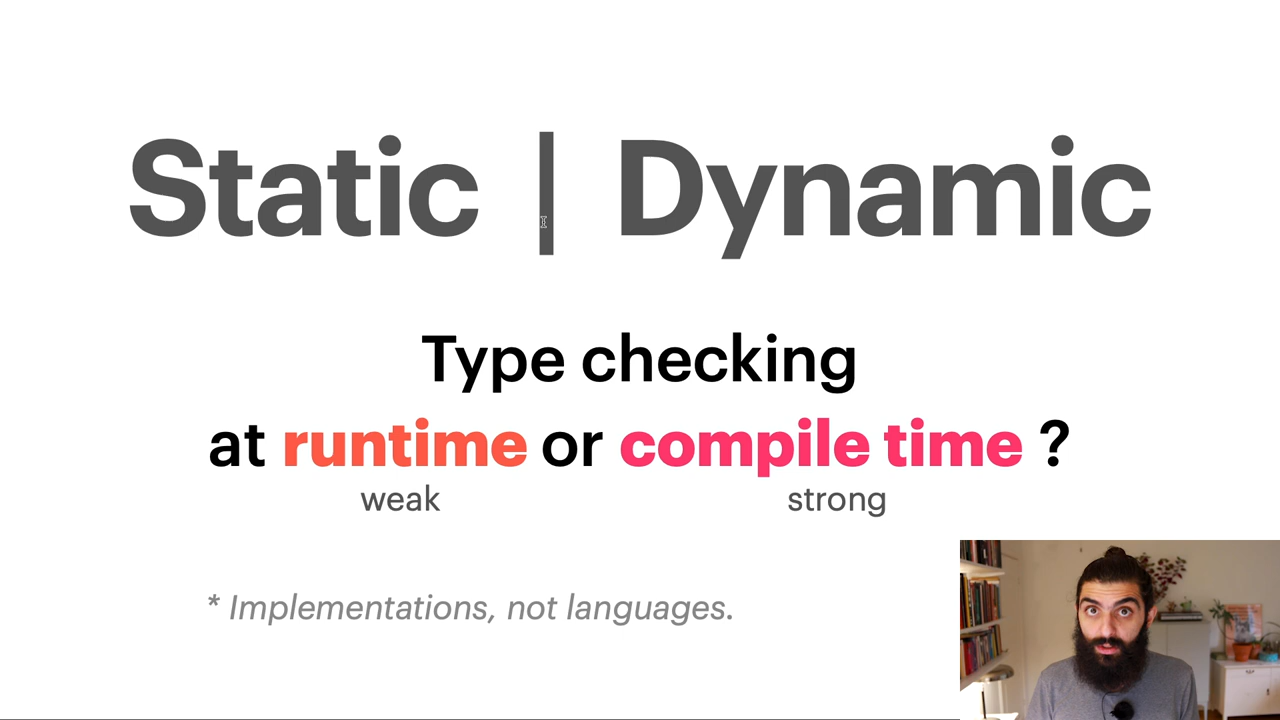 Static | Dynamic
Type checking
at runtime or compile time ?
weak strong
* Implementations, not languages.